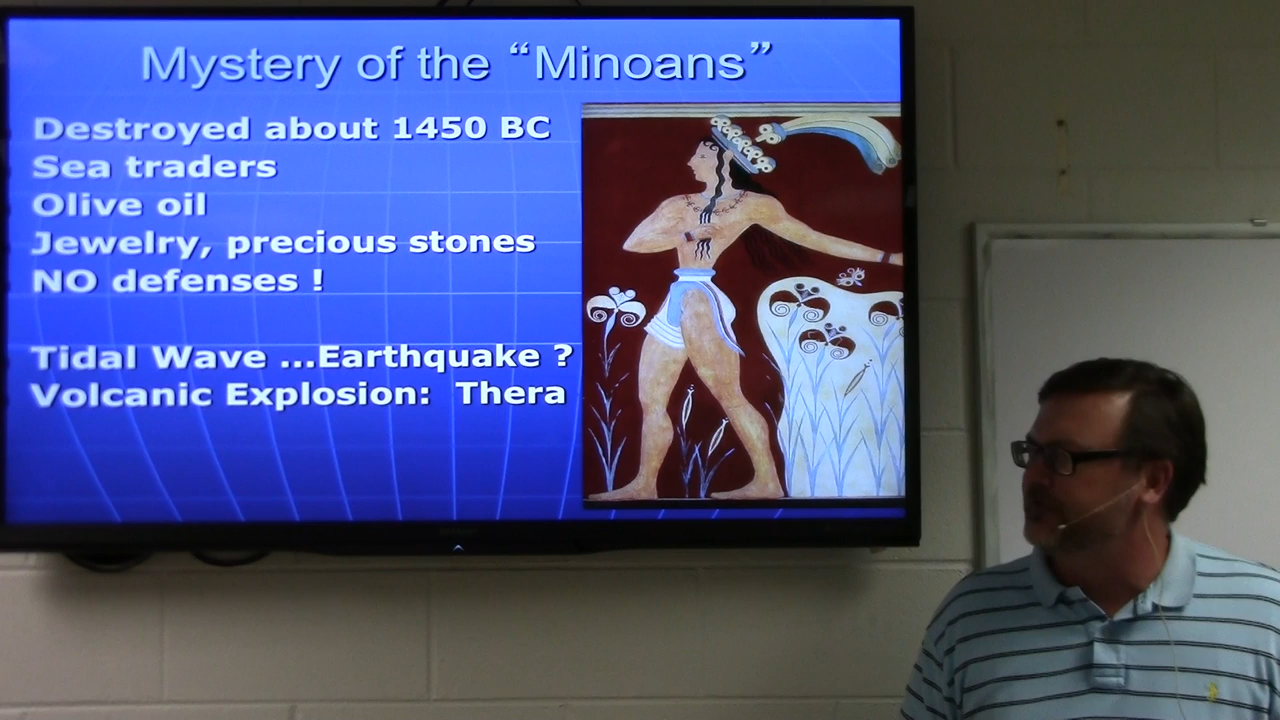 Mystery of the “Minoans”
Destroyed about 1450 BC
Sea traders
Olive oil
Jewelry, precious stones
NO defenses !
Tidal Wave ...Earthquake ?
Volcanic Explosion: Thera